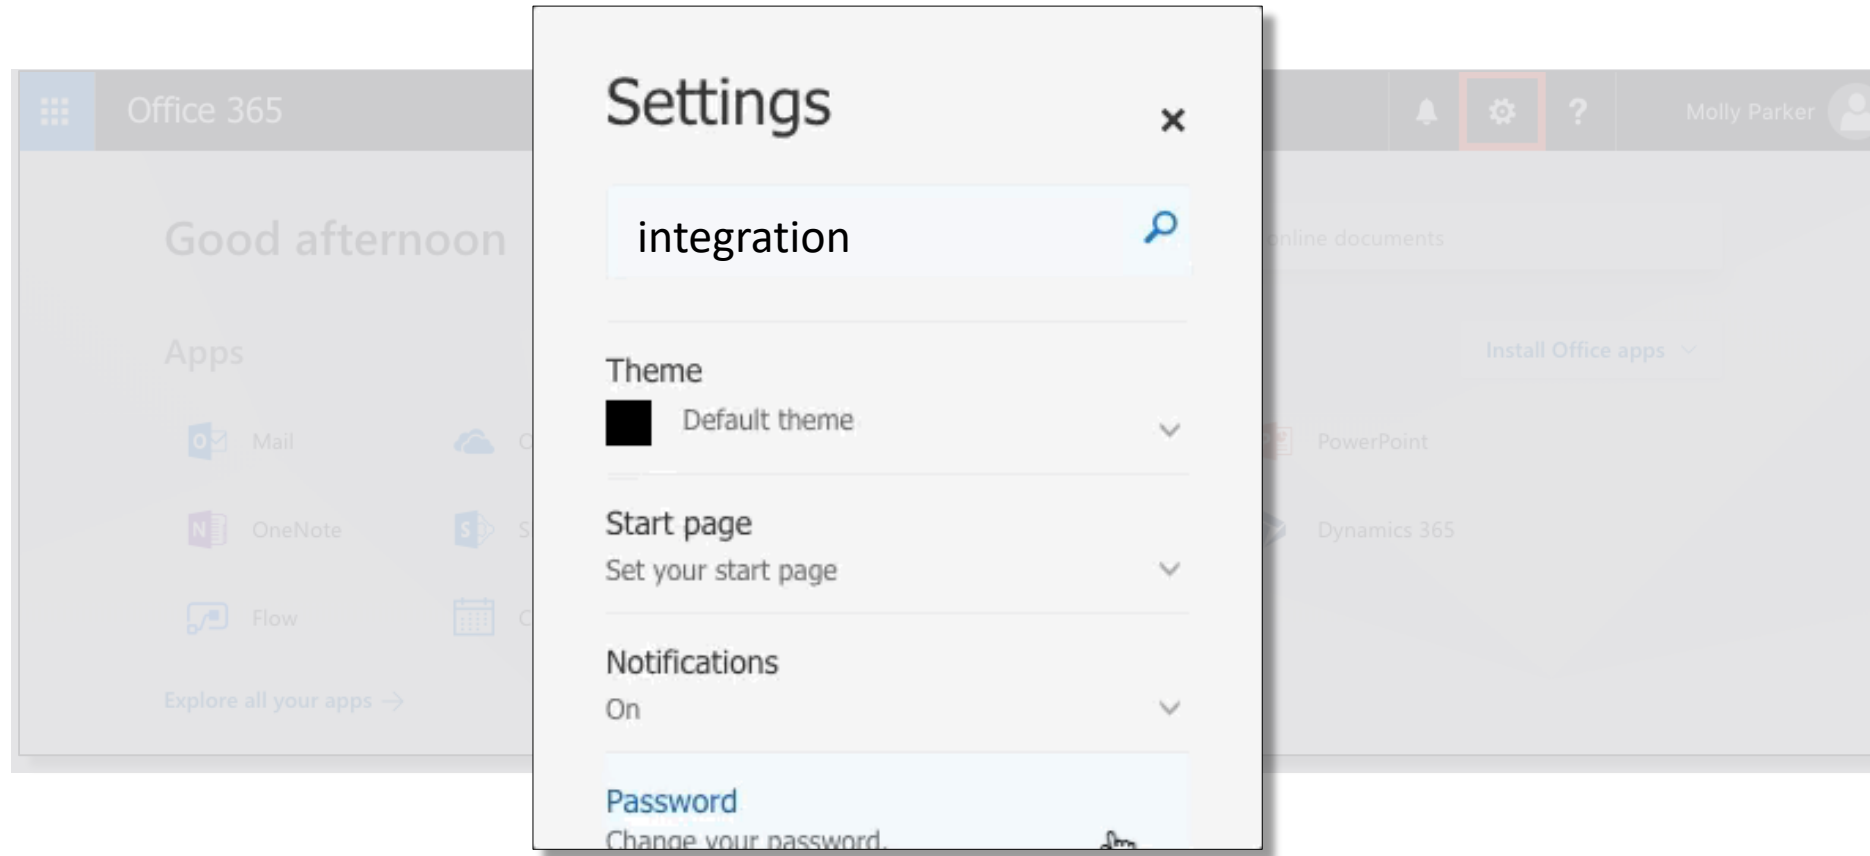 Office 365
Settings
?
Molly Parker
Good afternoon
integration
online documents
Apps
Install Office apps
Theme
Default theme
Mail
PowerPoint
OneNote
Start page
Dynamics 365
Set your start page
Flow
Notifications
On
Explore all your apps →
Password
Change your password.